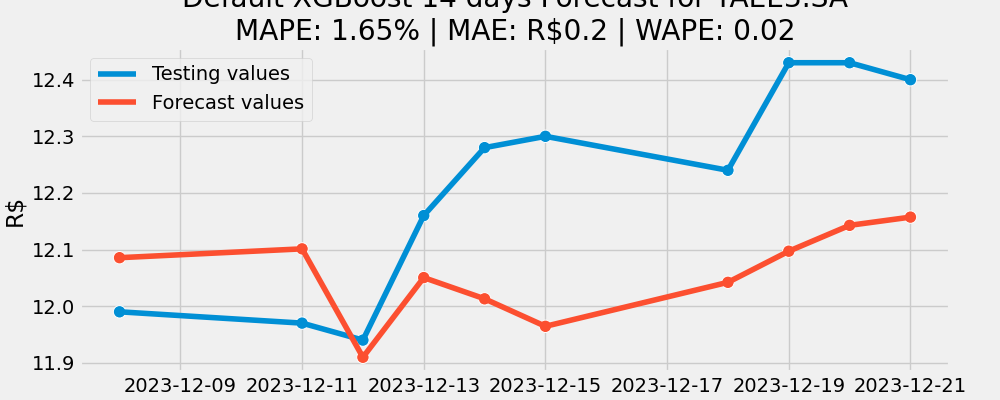 Default XGBoost 14 days Forecast for TAEE3.SA
MAPE: 1.65% | MAE: R$0.2 | WAPE: 0.02
Testing values
Forecast values
R$
12.4
12.3
12.2
12.1
12.0
11.9
2023-12-09 2023-12-11 2023-12-13 2023-12-15 2023-12-17 2023-12-19 2023-12-21